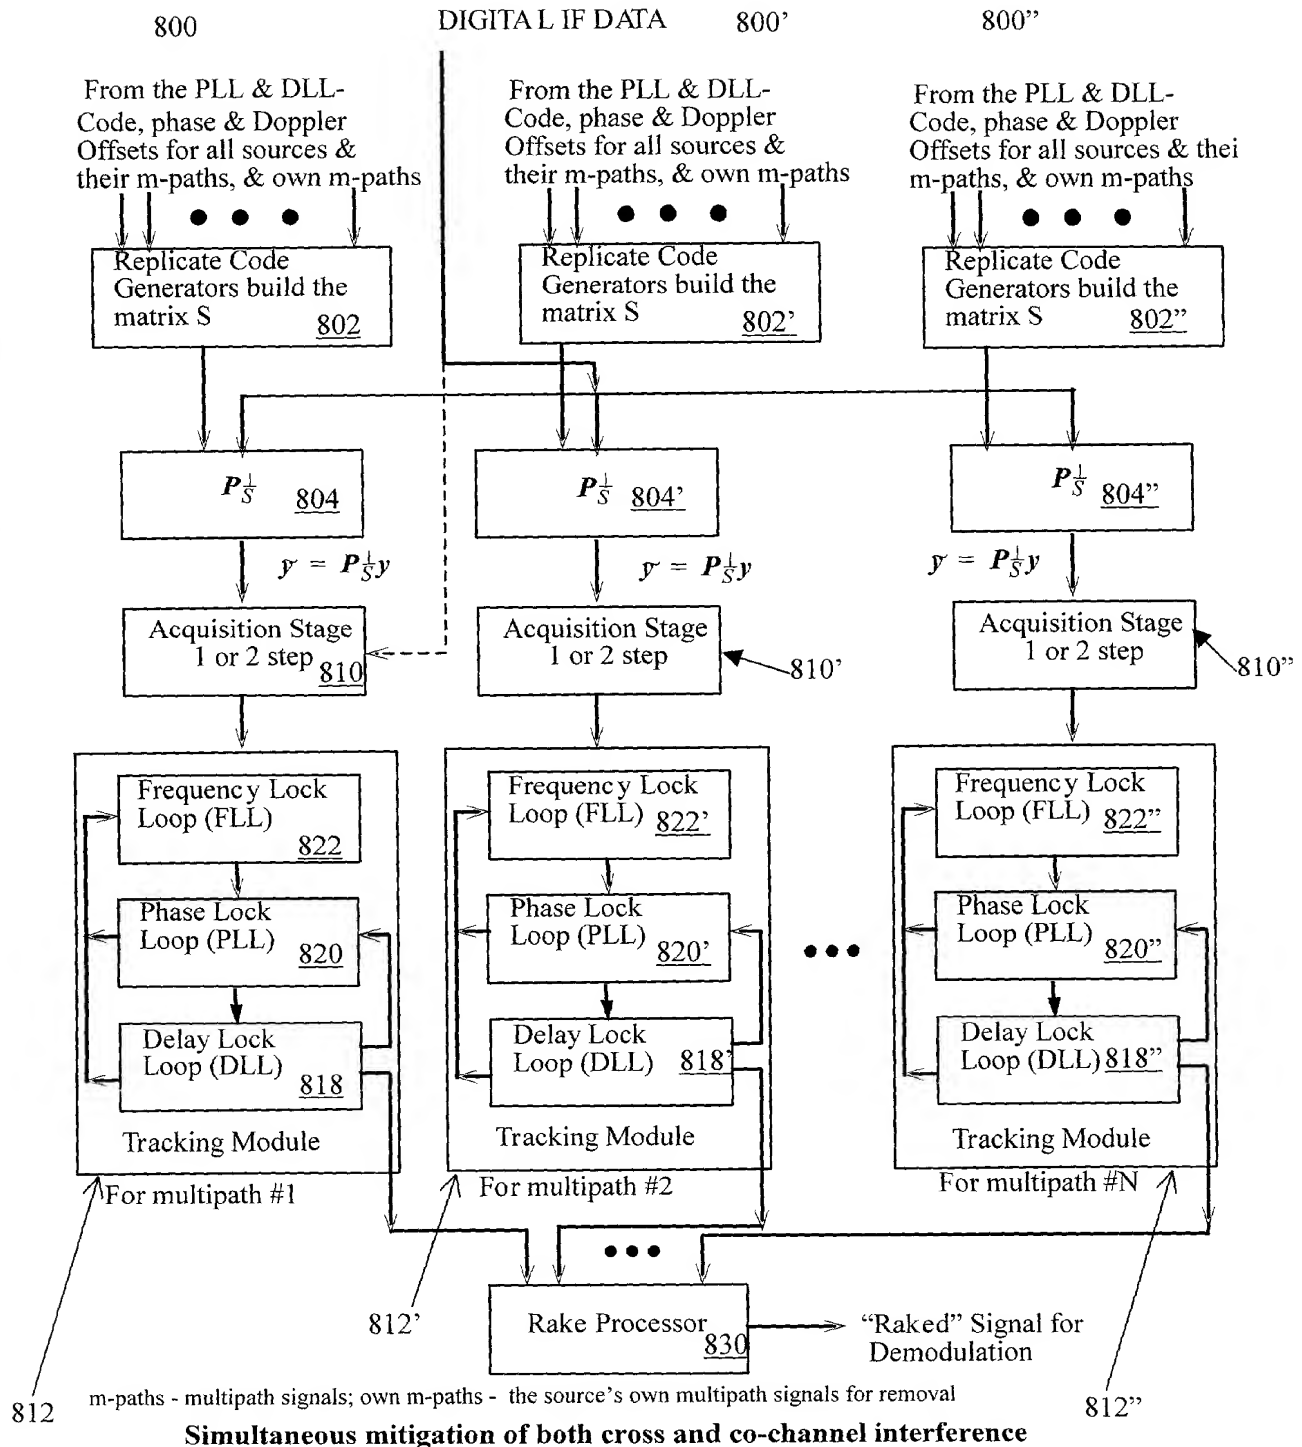 800
DIGITAL IF DATA
800’
800”
From the PLL & DLL-
Code, phase & Doppler
Offsets for all sources &
their m-paths, & own m-paths
From the PLL & DLL-
Code, phase & Doppler
Offsets for all sources &
their m-paths, & own m-paths
From the PLL & DLL-
Code, phase & Doppler
Offsets for all sources & thei
m-paths, & own m-paths
Replicate Code
Generators build the
matrix S
802
Replicate Code
Generators build the
matrix S
802’
Replicate Code
Generators build the
matrix S
802”
P⊥S 804
P⊥S 804’
P⊥S 804”
y = P⊥S y
y = P⊥S y
y = P⊥S y
Acquisition Stage
1 or 2 step
810
Acquisition Stage
1 or 2 step
810’
Acquisition Stage
1 or 2 step
810”
Frequency Lock
Loop (FLL)
822
Phase Lock
Loop (PLL)
820
Delay Lock
Loop (DLL)
818
Tracking Module
For multipath #1
Frequency Lock
Loop (FLL)
822’
Phase Lock
Loop (PLL)
820’
Delay Lock
Loop (DLL)
818’
Tracking Module
For multipath #2
Frequency Lock
Loop (FLL)
822”
Phase Lock
Loop (PLL)
820”
Delay Lock
Loop (DLL)
818”
Tracking Module
For multipath #N
812
812’
812”
Rake Processor
830
“Raked” Signal for
Demodulation
m-paths - multipath signals; own m-paths - the source’s own multipath signals for removal
Simultaneous mitigation of both cross and co-channel interference